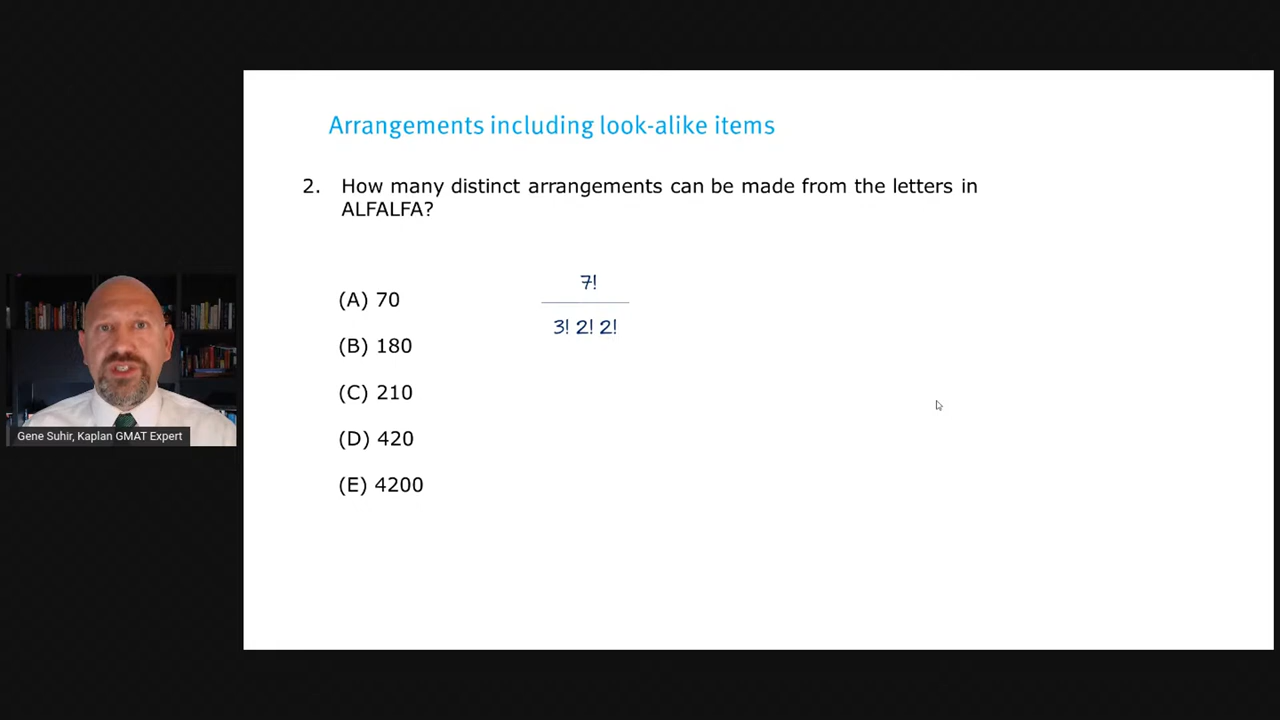 Arrangements including look-alike items
2. How many distinct arrangements can be made from the letters in
ALFALFA?
7!
3! 2! 2!
(A) 70
(B) 180
(C) 210
(D) 420
(E) 4200
Gene Suhir, Kaplan GMAT Expert